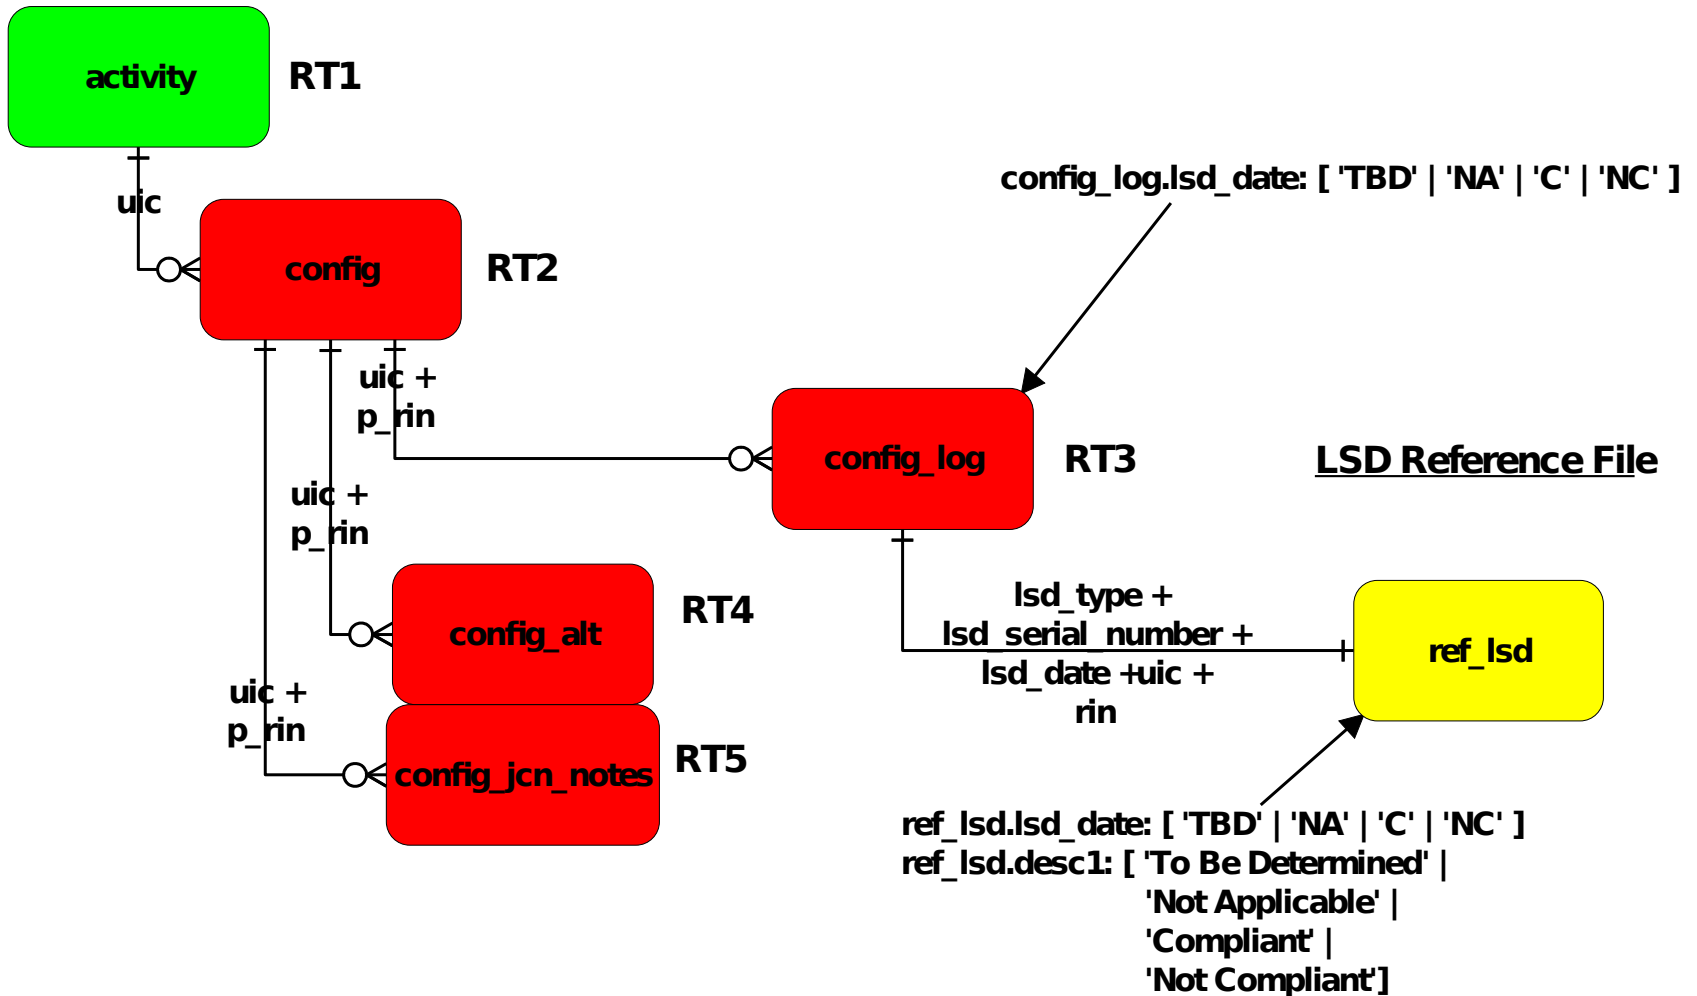 activity
RT1
uic
config
RT2
config_log.lsd_date: [ 'TBD' | 'NA' | 'C' | 'NC' ]
uic +
p_rin
config_log
RT3
LSD Reference File
uic +
p_rin
config_alt
RT4
lsd_type +
lsd_serial_number +
lsd_date +uic +
rin
ref_lsd
uic +
p_rin
config_jcn_notes
RT5
ref_lsd.lsd_date: [ 'TBD' | 'NA' | 'C' | 'NC' ]
ref_lsd.desc1: [ 'To Be Determined' |
'Not Applicable' |
'Compliant' |
'Not Compliant']